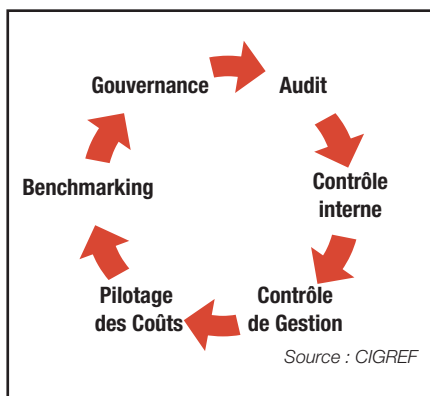 Gouvernance
Audit
Contrôle
interne
Contrôle
de Gestion
Pilotage
des Coûts
Benchmarking
Source : CIGREF